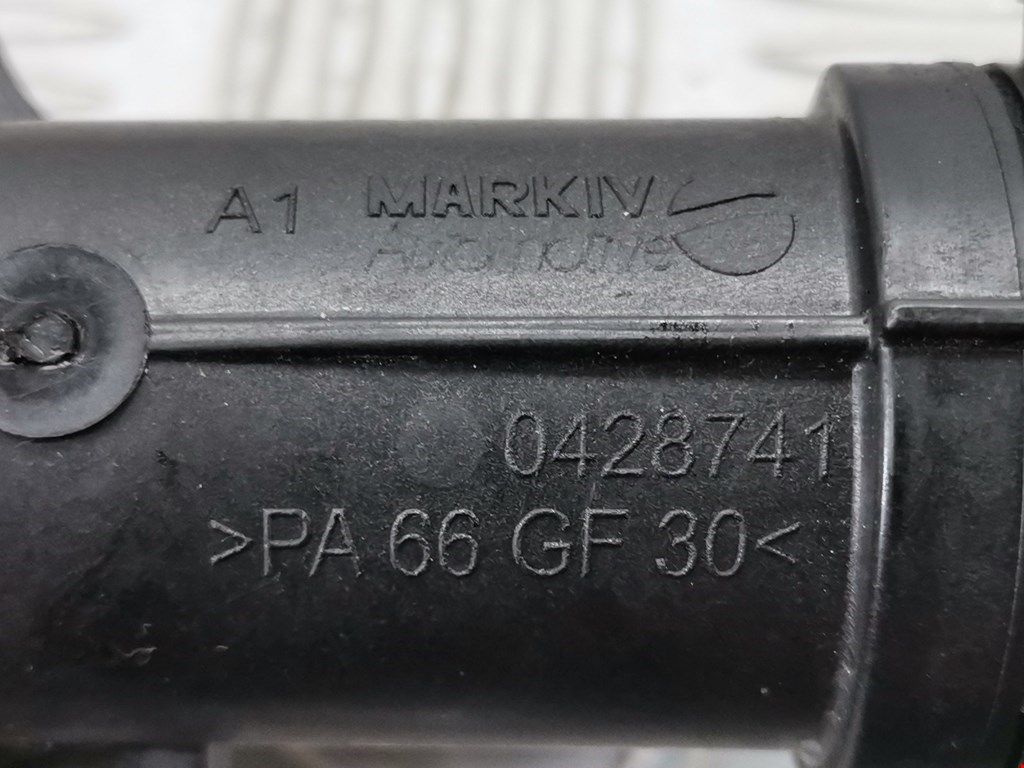 A1 MARKIV
Automotive
0428741
>PA 66 GF 30<